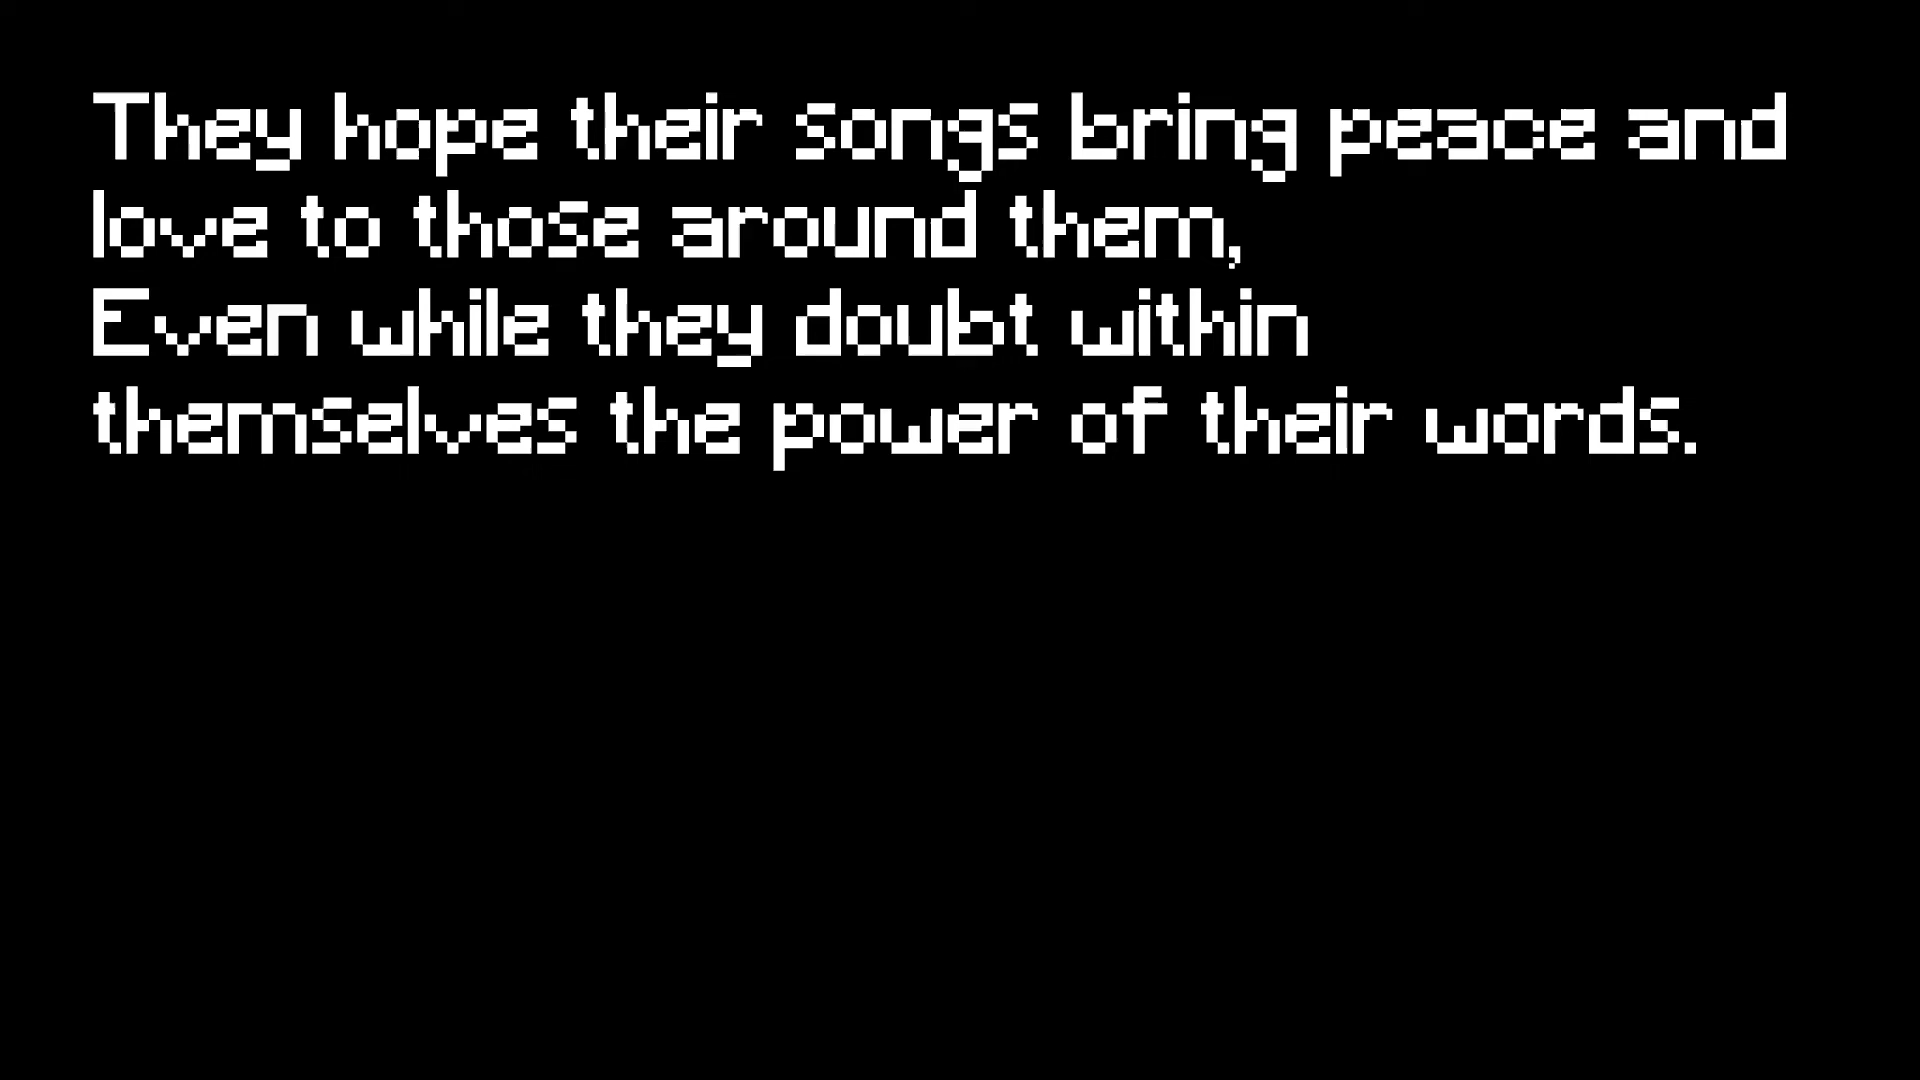 They hope their songs bring peace and
love to those around them,
Even while they doubt within
themselves the power of their words.